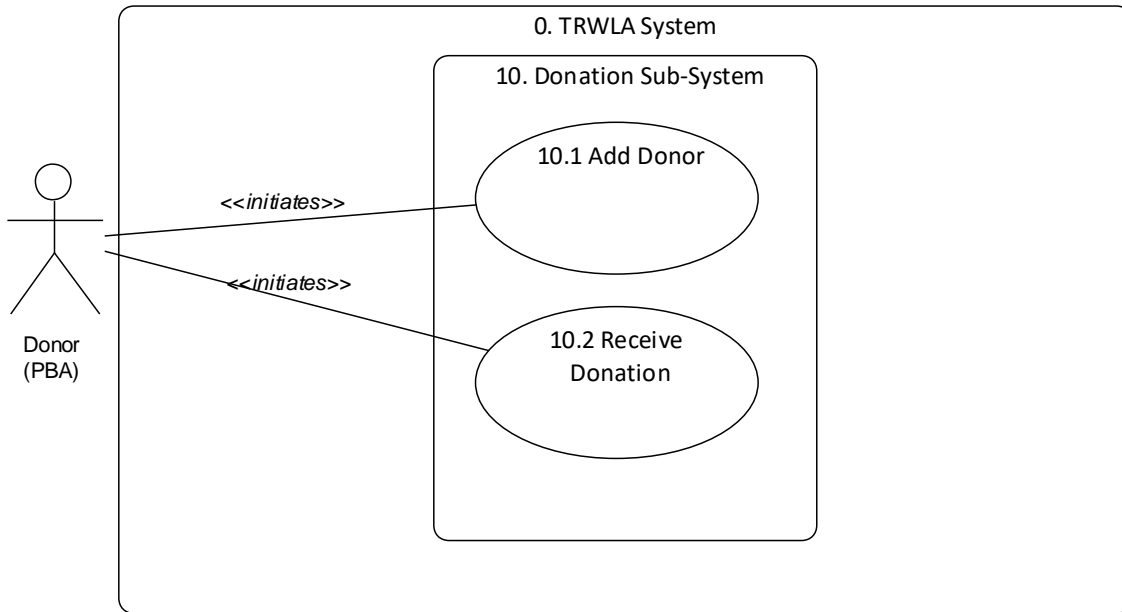 0. TRWLA System
10. Donation Sub-System
10.1 Add Donor
<<initiates>>
<<initiates>>
10.2 Receive
Donation
Donor
(PBA)